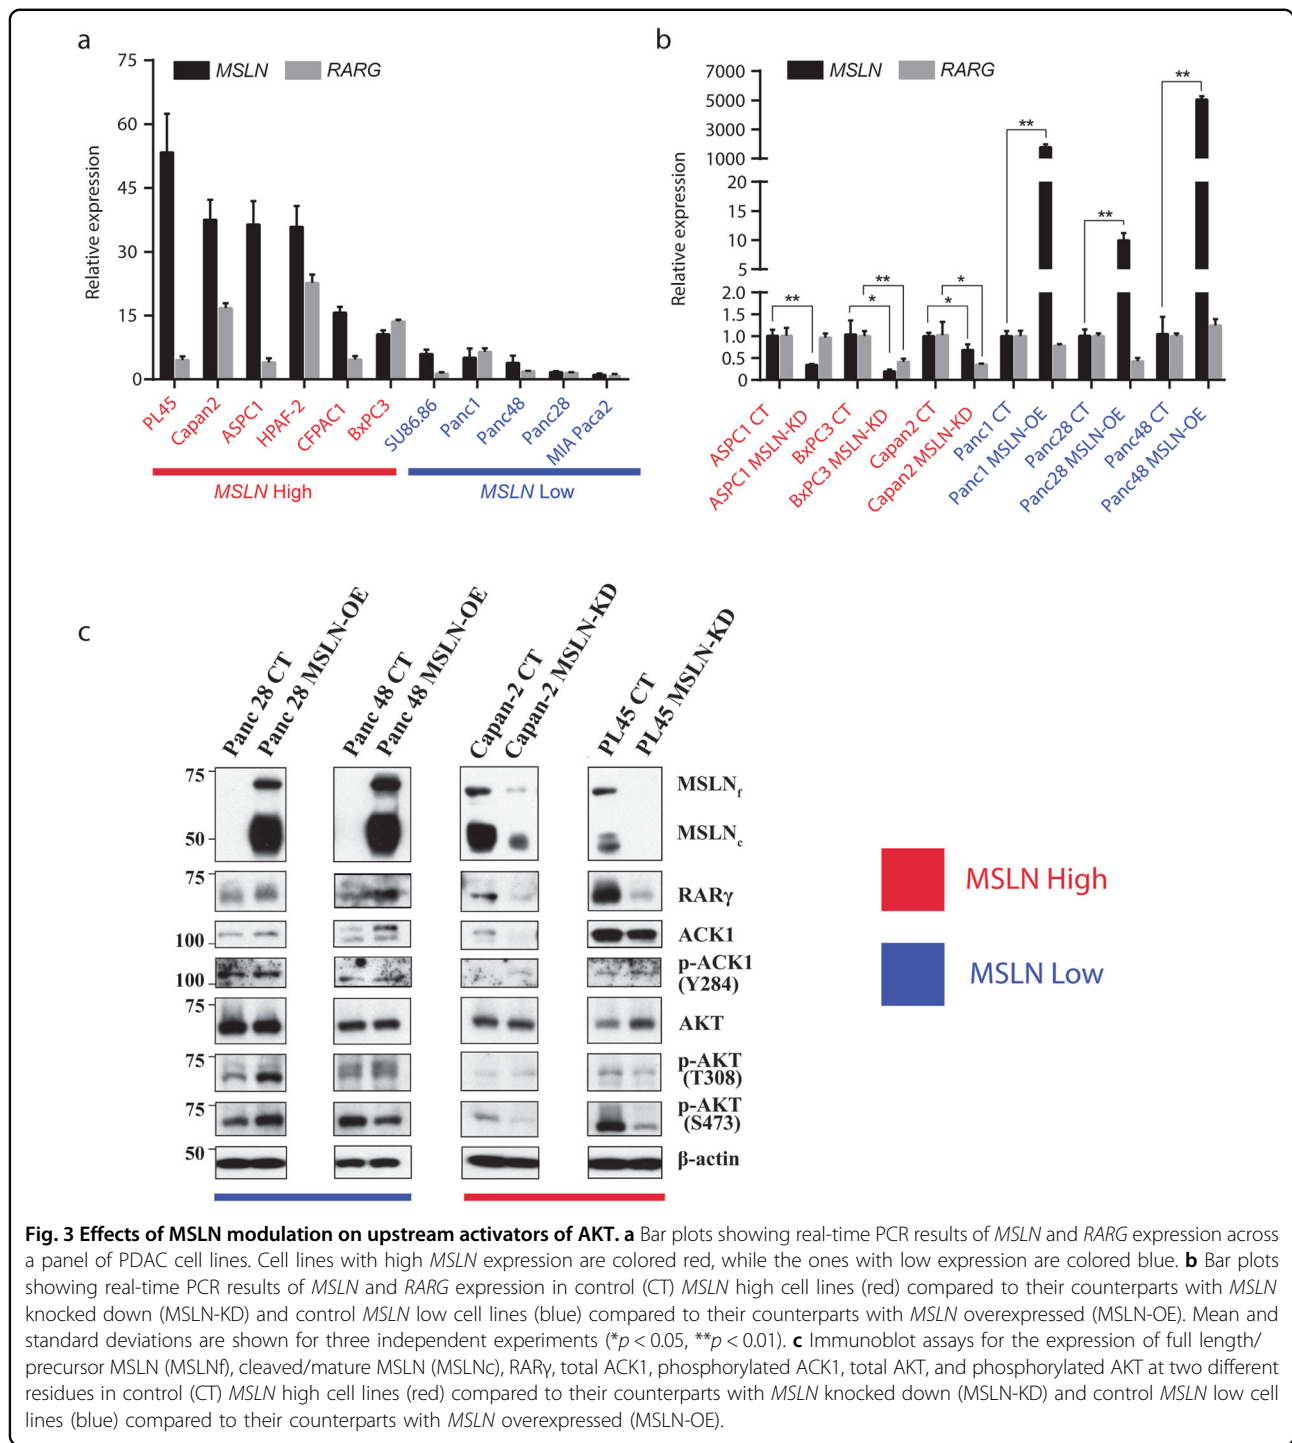 a
75
60
45
30
15
0
Relative expression
MSLN
RARG
PL45
Capan2
ASPC1
HPAF-2
CFPAC1
BxPC3
SU86.86
Panc1
Panc48
Panc28
MIA Paca2
MSLN High
MSLN Low
b
7000
5000
3000
1000
20
15
10
5
2.0
1.5
1.0
0.5
0
Relative expression
MSLN
RARG
**
**
*
*
*
**
**
**
ASPC1 CT
ASPC1 MSLN-KD
BxPC3 CT
BxPC3 MSLN-KD
Capan2 CT
Capan2 MSLN-KD
Panc1 CT
Panc1 MSLN-OE
Panc28 CT
Panc28 MSLN-OE
Panc48 CT
Panc48 MSLN-OE
c
Panc 28 CT
Panc 28 MSLN-OE
Panc 48 CT
Panc 48 MSLN-OE
Capan-2 CT
Capan-2 MSLN-KD
PL45 CT
PL45 MSLN-KD
75
MSLNf
50
MSLNc
75
RARγ
100
ACK1
100
p-ACK1
(Y284)
75
AKT
75
p-AKT
(T308)
75
p-AKT
(S473)
50
β-actin
MSLN High
MSLN Low
Fig. 3 Effects of MSLN modulation on upstream activators of AKT. a Bar plots showing real-time PCR results of MSLN and RARG expression across
a panel of PDAC cell lines. Cell lines with high MSLN expression are colored red, while the ones with low expression are colored blue. b Bar plots
showing real-time PCR results of MSLN and RARG expression in control (CT) MSLN high cell lines (red) compared to their counterparts with MSLN
knocked down (MSLN-KD) and control MSLN low cell lines (blue) compared to their counterparts with MSLN overexpressed (MSLN-OE). Mean and
standard deviations are shown for three independent experiments (*p < 0.05, **p < 0.01). c Immunoblot assays for the expression of full length/
precursor MSLN (MSLNf), cleaved/mature MSLN (MSLNc), RARγ, total ACK1, phosphorylated ACK1, total AKT, and phosphorylated AKT at two different
residues in control (CT) MSLN high cell lines (red) compared to their counterparts with MSLN knocked down (MSLN-KD) and control MSLN low cell
lines (blue) compared to their counterparts with MSLN overexpressed (MSLN-OE).